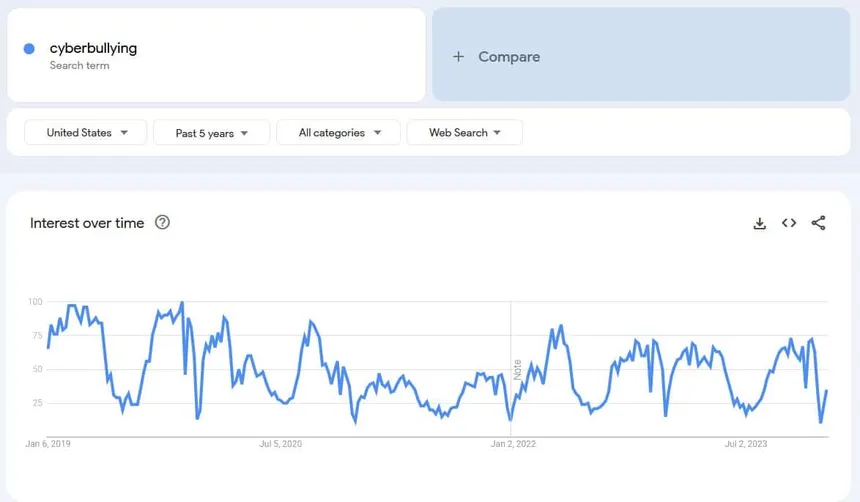 cyberbullying
Search term
+ Compare
United States
Past 5 years
All categories
Web Search
Interest over time ?
100
75
50
25
Note
Jan 6, 2019
Jul 5, 2020
Jan 2, 2022
Jul 2, 2023